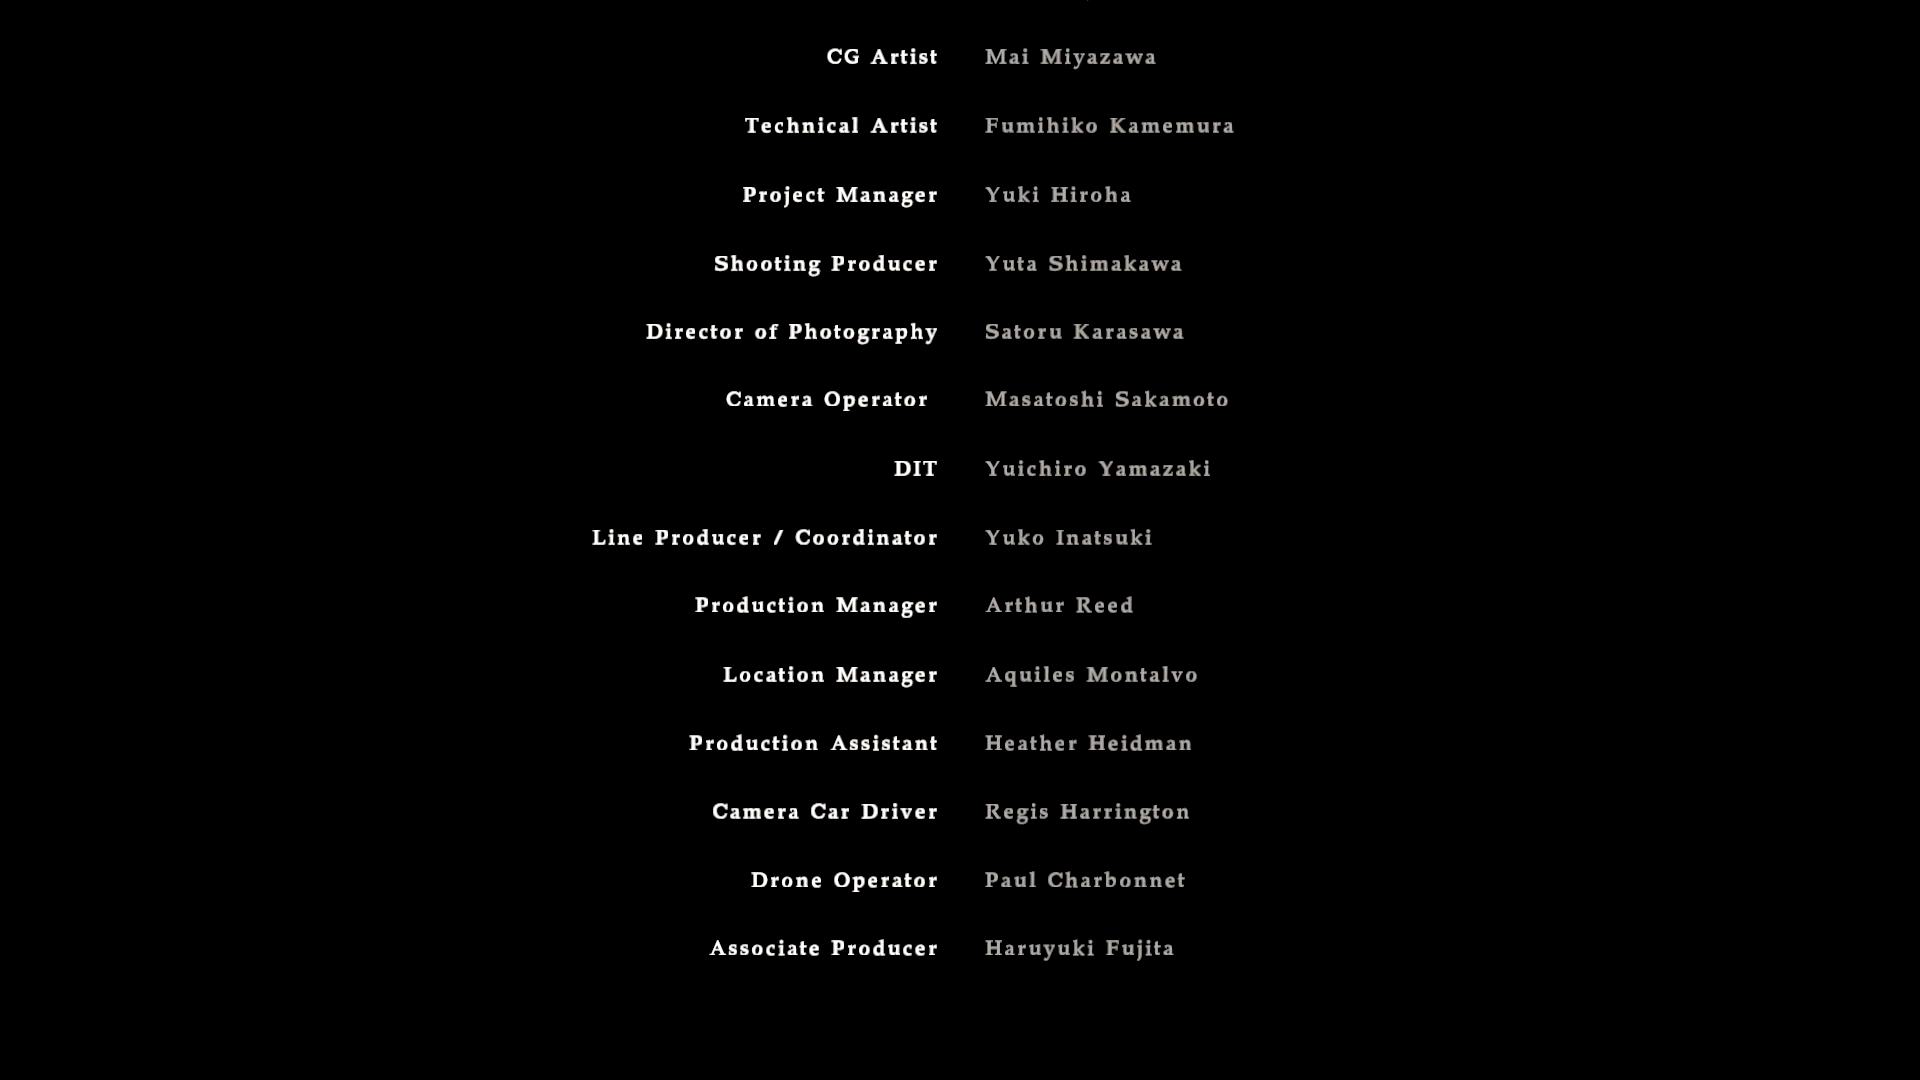 CG Artist Mai Miyazawa
Technical Artist Fumihiko Kamemura
Project Manager Yuki Hiroha
Shooting Producer Yuta Shimakawa
Director of Photography Satoru Karasawa
Camera Operator Masatoshi Sakamoto
DIT Yuichiro Yamazaki
Line Producer / Coordinator Yuko Inatsuki
Production Manager Arthur Reed
Location Manager Aquiles Montalvo
Production Assistant Heather Heidman
Camera Car Driver Regis Harrington
Drone Operator Paul Charbonnet
Associate Producer Haruyuki Fujita